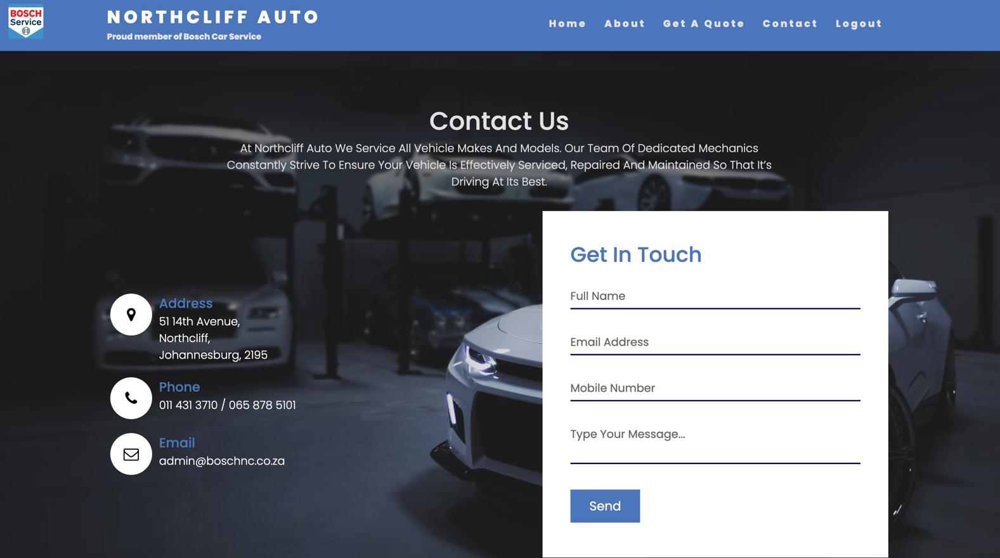 BOSCH
Service
NORTHCLIFF AUTO
Proud member of Bosch Car Service
Home About Get A Quote Contact Logout
Contact Us
At Northcliff Auto We Service All Vehicle Makes And Models. Our Team Of Dedicated Mechanics
Constantly Strive To Ensure Your Vehicle Is Effectively Serviced, Repaired And Maintained So That It’s
Driving At Its Best.
Address
51 14th Avenue,
Northcliff,
Johannesburg, 2195
Phone
011 431 3710 / 065 878 5101
Email
admin@boschnc.co.za
Get In Touch
Full Name
Email Address
Mobile Number
Type Your Message...
Send